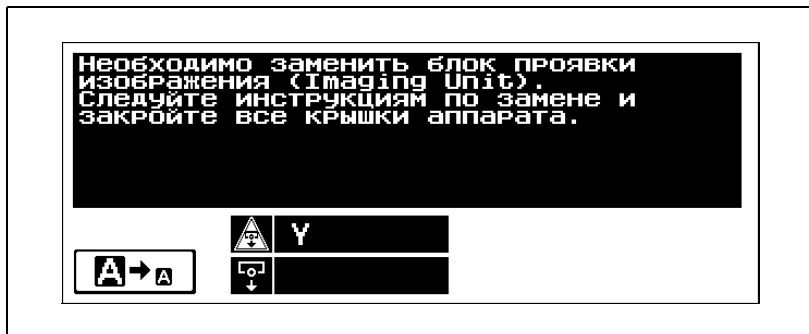 Необходимо заменить блок проявки
изображения (Imaging Unit).
Следуйте инструкциям по замене и
закройте все крышки аппарата.
Y
A→A